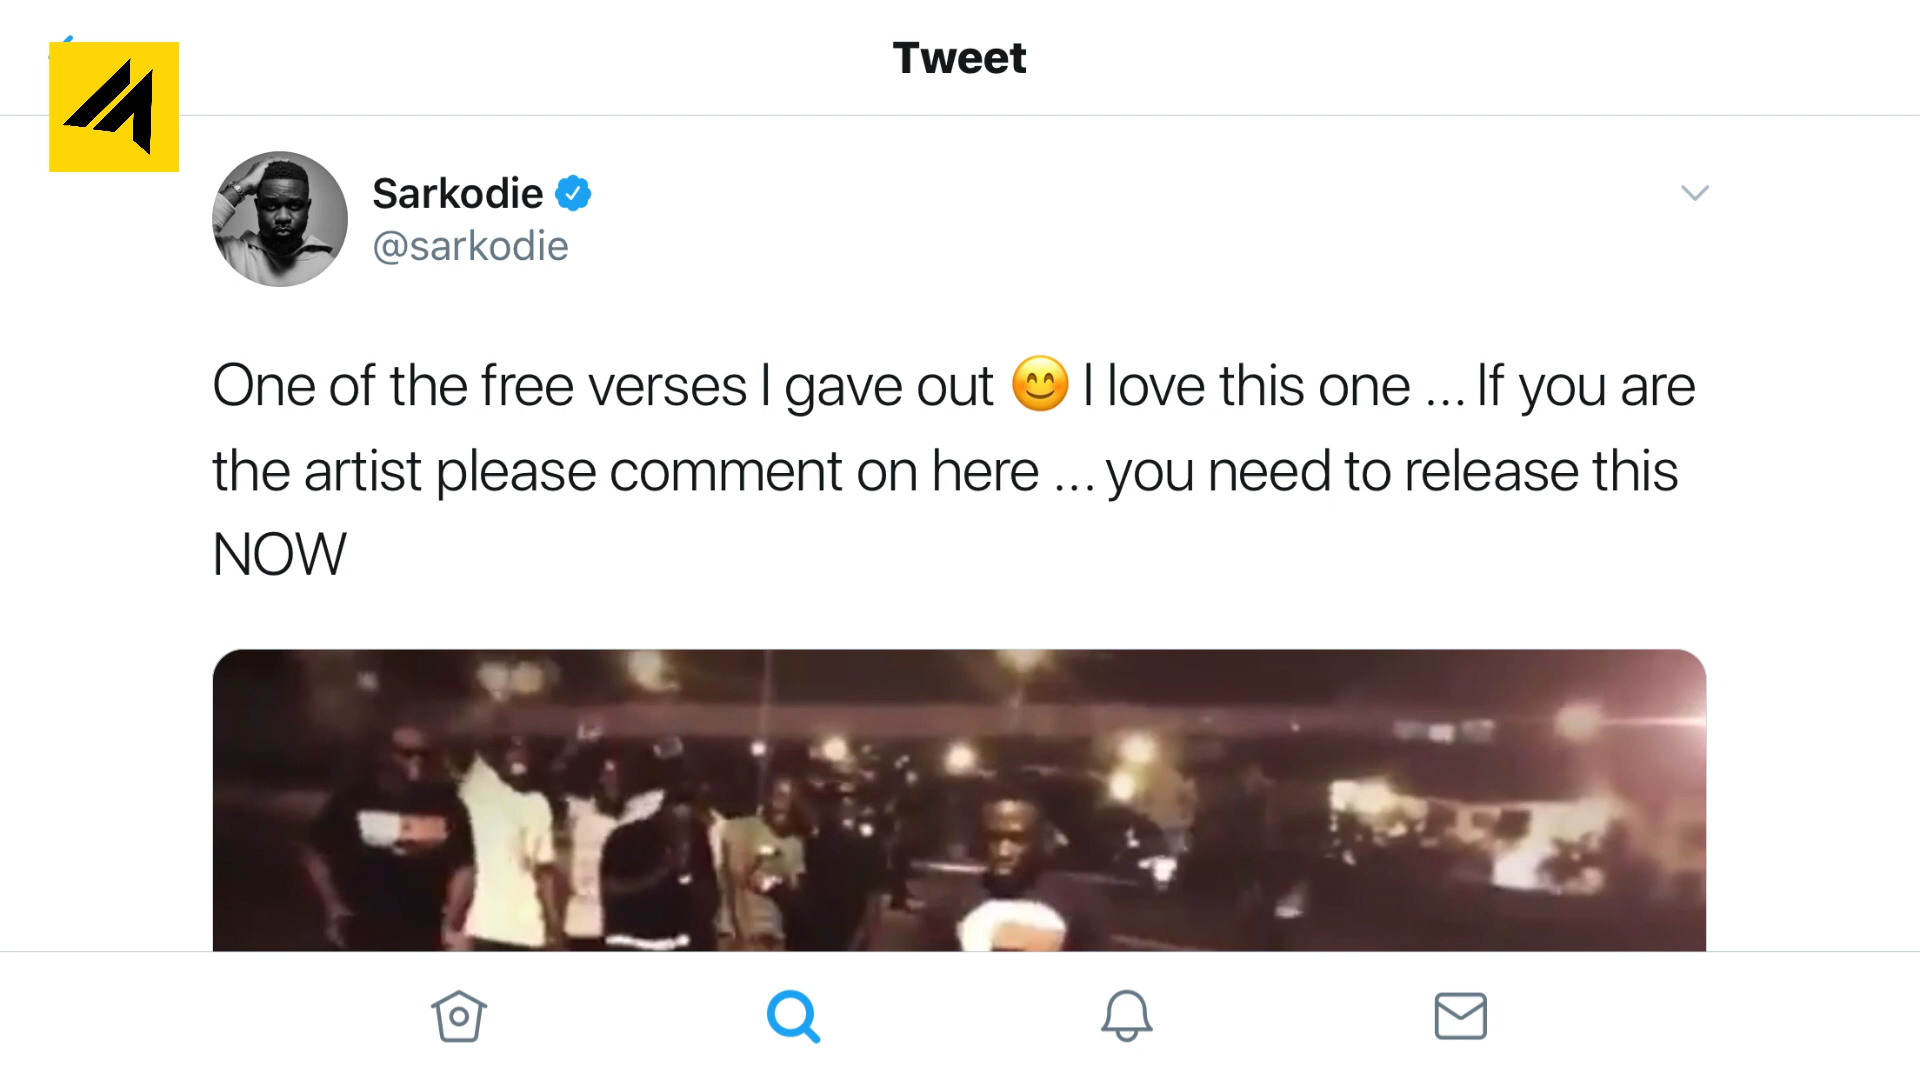 Tweet
Sarkodie
@sarkodie
One of the free verses I gave out 😊 I love this one ... If you are
the artist please comment on here ... you need to release this
NOW